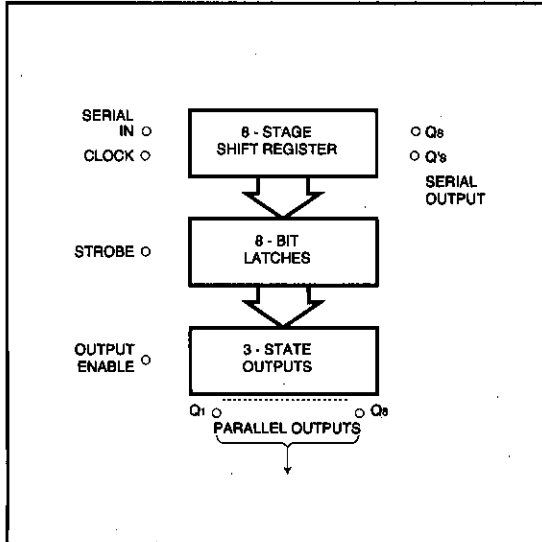 SERIAL
IN
CLOCK
8 - STAGE
SHIFT REGISTER
Qs
Q's
SERIAL
OUTPUT
STROBE
8 - BIT
LATCHES
OUTPUT
ENABLE
3 - STATE
OUTPUTS
Q1
Q8
PARALLEL OUTPUTS